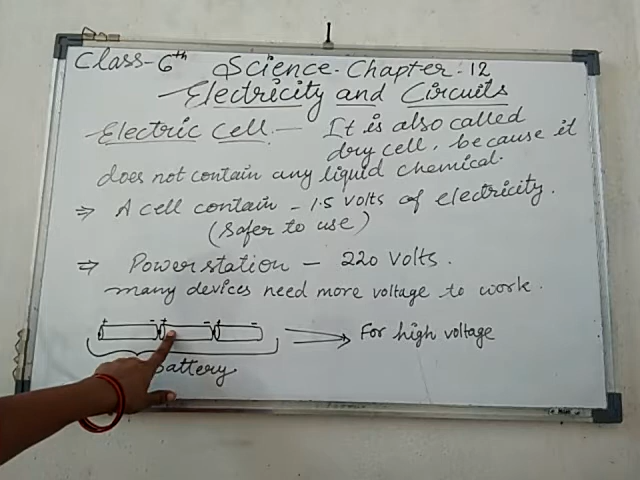 Class-6th Science. Chapter-12
Electricity and Circuits
Electric Cell. — It is also called
dry cell, because it
does not contain any liquid chemical.
⇒ A cell contain - 1.5 volts of electricity.
(safer to use)
⇒ Powerstation - 220 volts.
many devices need more voltage to work.
+ - + - + -
For high voltage
Battery